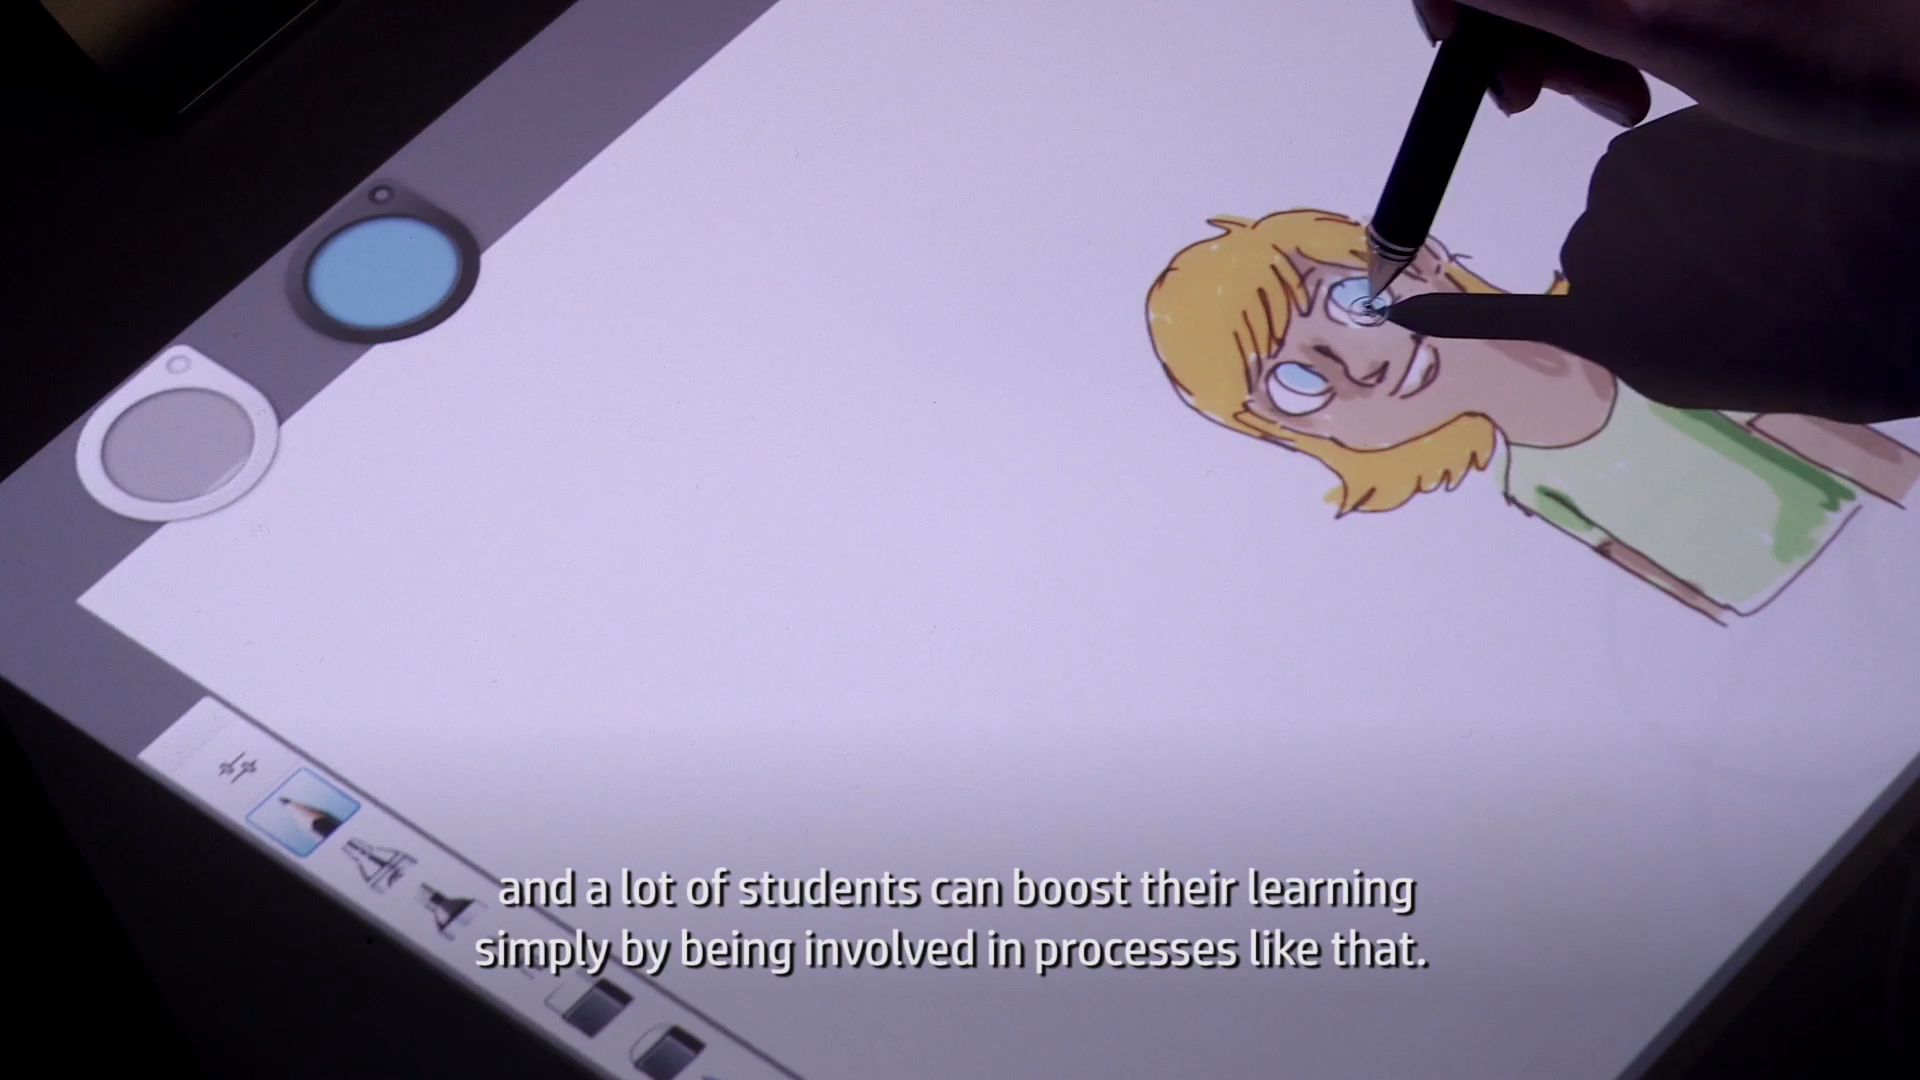 and a lot of students can boost their learning
simply by being involved in processes like that.